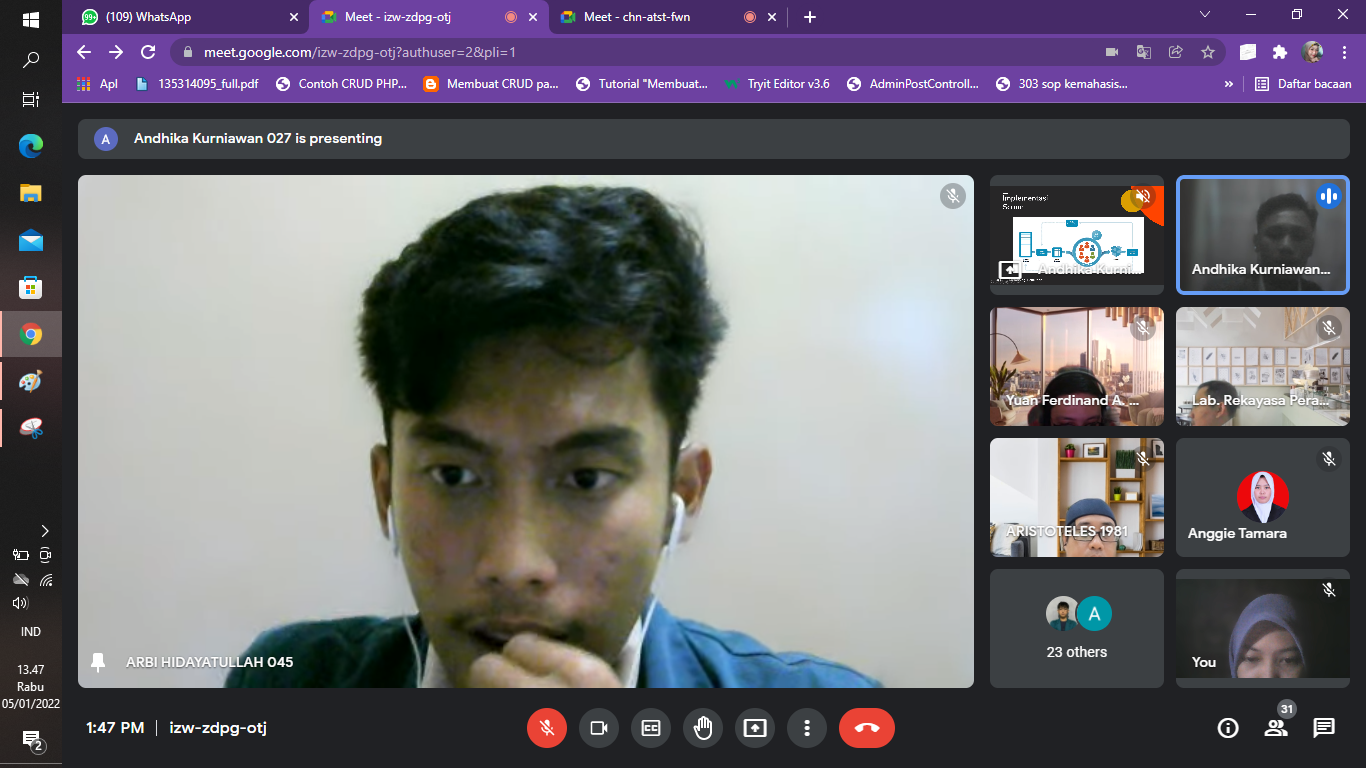 (109) WhatsApp
Meet - izw-zdpg-otj
Meet - chn-atst-fwn
meet.google.com/izw-zdpg-otj?authuser=2&pli=1
Apl
135314095_full.pdf
Contoh CRUD PHP...
Membuat CRUD pa...
Tutorial "Membuat...
Tryit Editor v3.6
AdminPostControll...
303 sop kemahasis...
»
Daftar bacaan
A
Andhika Kurniawan 027 is presenting
Implementasi
Scrum
Andhika Kurni...
Andhika Kurniawan...
Yuan Ferdinand A. ...
Lab. Rekayasa Pera...
ARISTOTELES 1981
Anggie Tamara
A
23 others
You
ARBI HIDAYATULLAH 045
1:47 PM | izw-zdpg-otj
31
IND
13.47
Rabu
05/01/2022
2